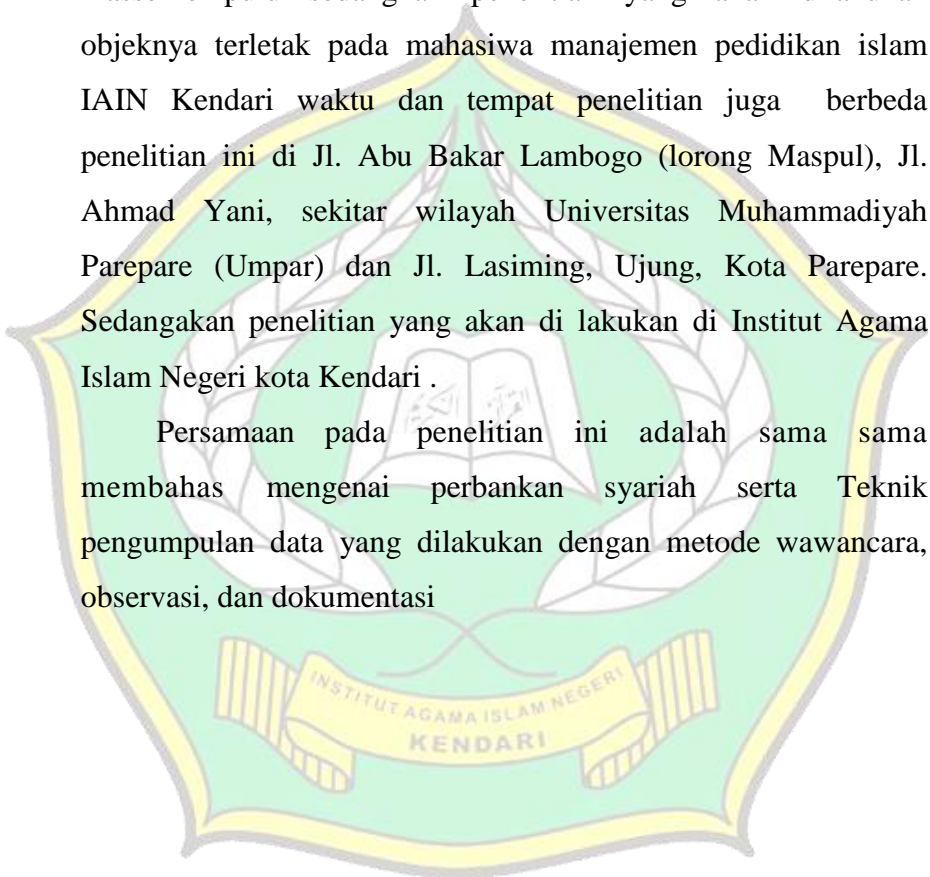 objeknya terletak pada mahasiwa manajemen pedidikan islam
IAIN Kendari waktu dan tempat penelitian juga berbeda
penelitian ini di Jl. Abu Bakar Lambogo (lorong Maspul), Jl.
Ahmad Yani, sekitar wilayah Universitas Muhammadiyah
Parepare (Umpar) dan Jl. Lasiming, Ujung, Kota Parepare.
Sedangakan penelitian yang akan di lakukan di Institut Agama
Islam Negeri kota Kendari .
Persamaan pada penelitian ini adalah sama sama
membahas mengenai perbankan syariah serta Teknik
pengumpulan data yang dilakukan dengan metode wawancara,
observasi, dan dokumentasi
INSTITUT AGAMA ISLAM NEGERI
KENDARI